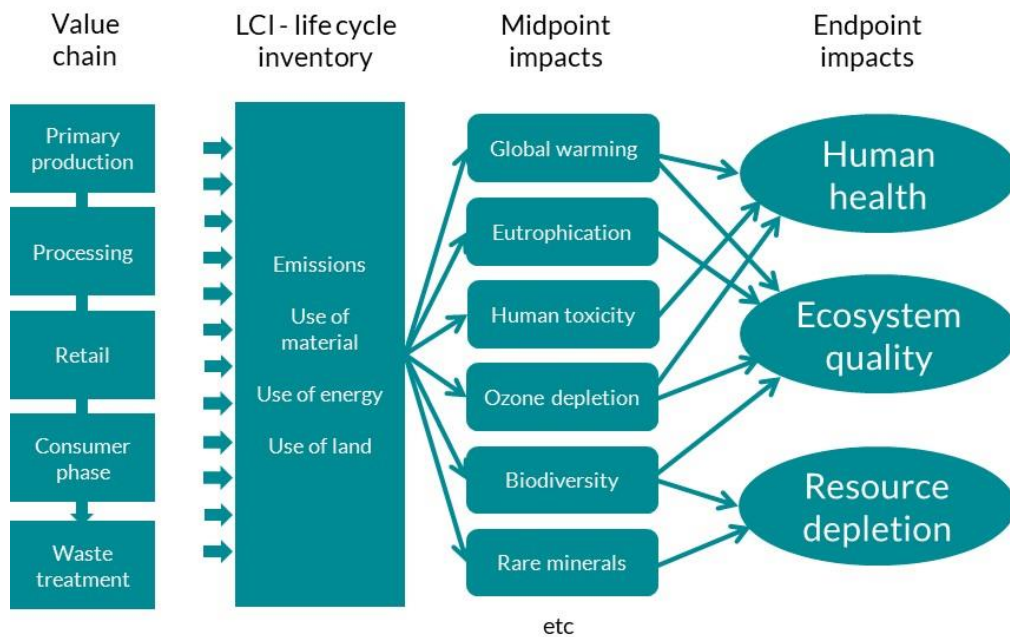 Value
chain
LCI - life cycle
inventory
Midpoint
impacts
Endpoint
impacts
Primary
production
Processing
Retail
Consumer
phase
Waste
treatment
Emissions
Use of
material
Use of energy
Use of land
Global warming
Eutrophication
Human toxicity
Ozone depletion
Biodiversity
Rare minerals
etc
Human
health
Ecosystem
quality
Resource
depletion